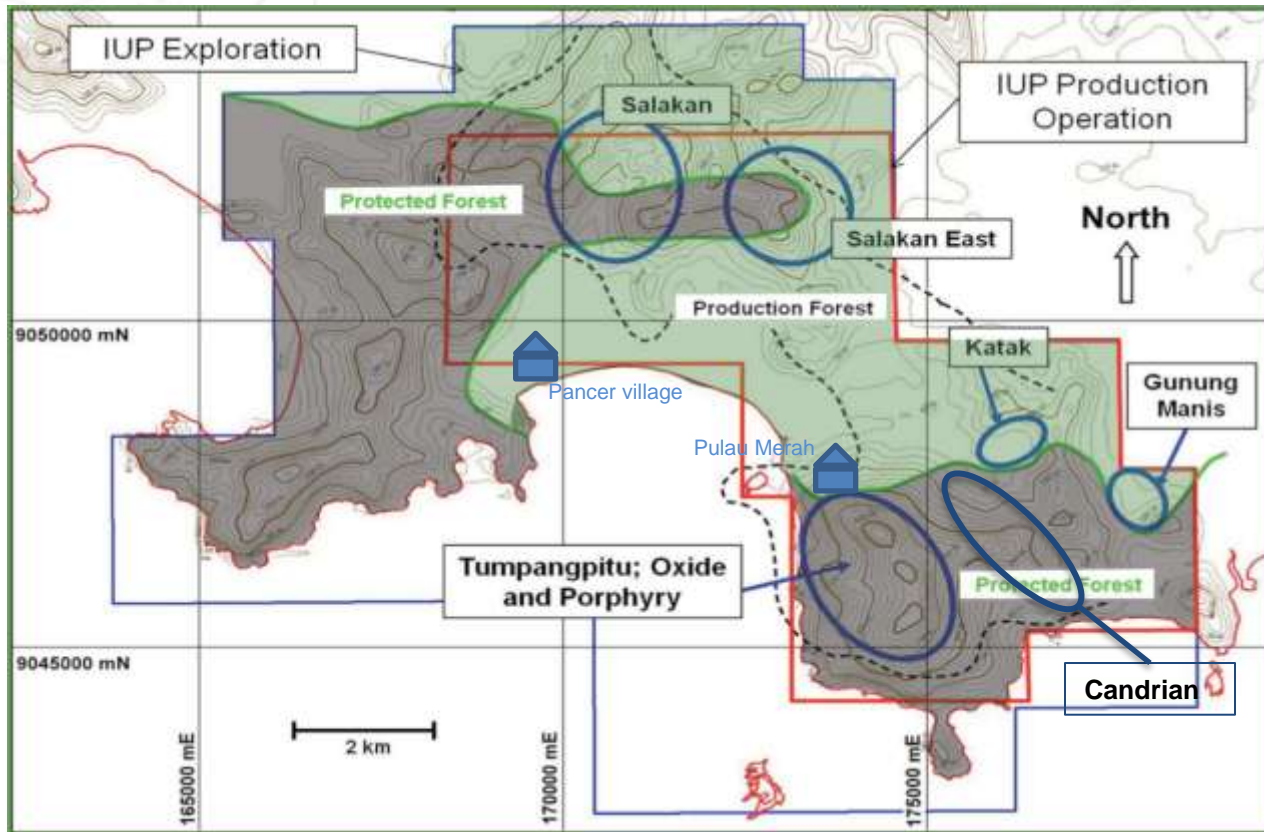 IUP Exploration
Salakan
IUP Production
Operation
Protected Forest
North
Salakan East
Production Forest
9050000 mN
Katak
Gunung
Manis
Pancer village
Pulau Merah
Tumpangpitu; Oxide
and Porphyry
Protected Forest
9045000 mN
Candrian
2 km
165000 mE
170000 mE
175000 mE